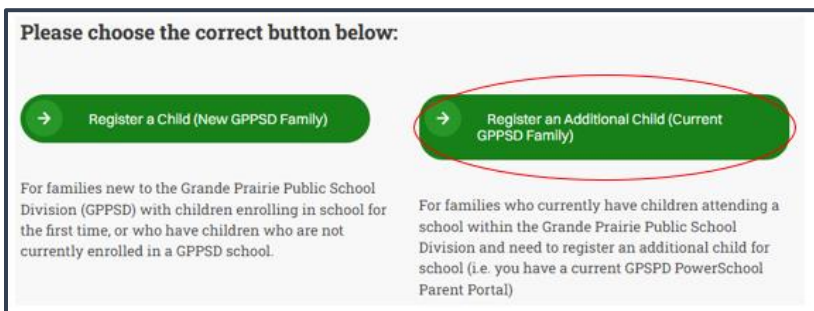 Please choose the correct button below:
Register a Child (New GPPSD Family)
For families new to the Grande Prairie Public School
Division (GPPSD) with children enrolling in school for
the first time, or who have children who are not
currently enrolled in a GPPSD school.
Register an Additional Child (Current
GPPSD Family)
For families who currently have children attending a
school within the Grande Prairie Public School
Division and need to register an additional child for
school (i.e. you have a current GPSPD PowerSchool
Parent Portal)